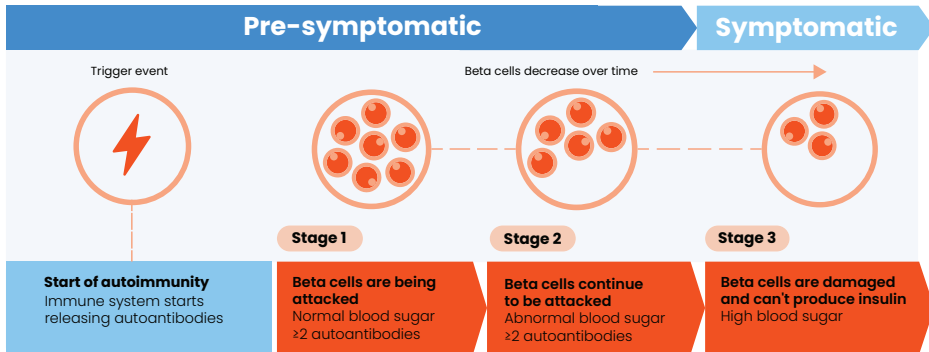 Pre-symptomatic
Symptomatic
Trigger event
Beta cells decrease over time
Stage 1
Stage 2
Stage 3
Start of autoimmunity
Immune system starts
releasing autoantibodies
Beta cells are being
attacked
Normal blood sugar
≥2 autoantibodies
Beta cells continue
to be attacked
Abnormal blood sugar
≥2 autoantibodies
Beta cells are damaged
and can't produce insulin
High blood sugar